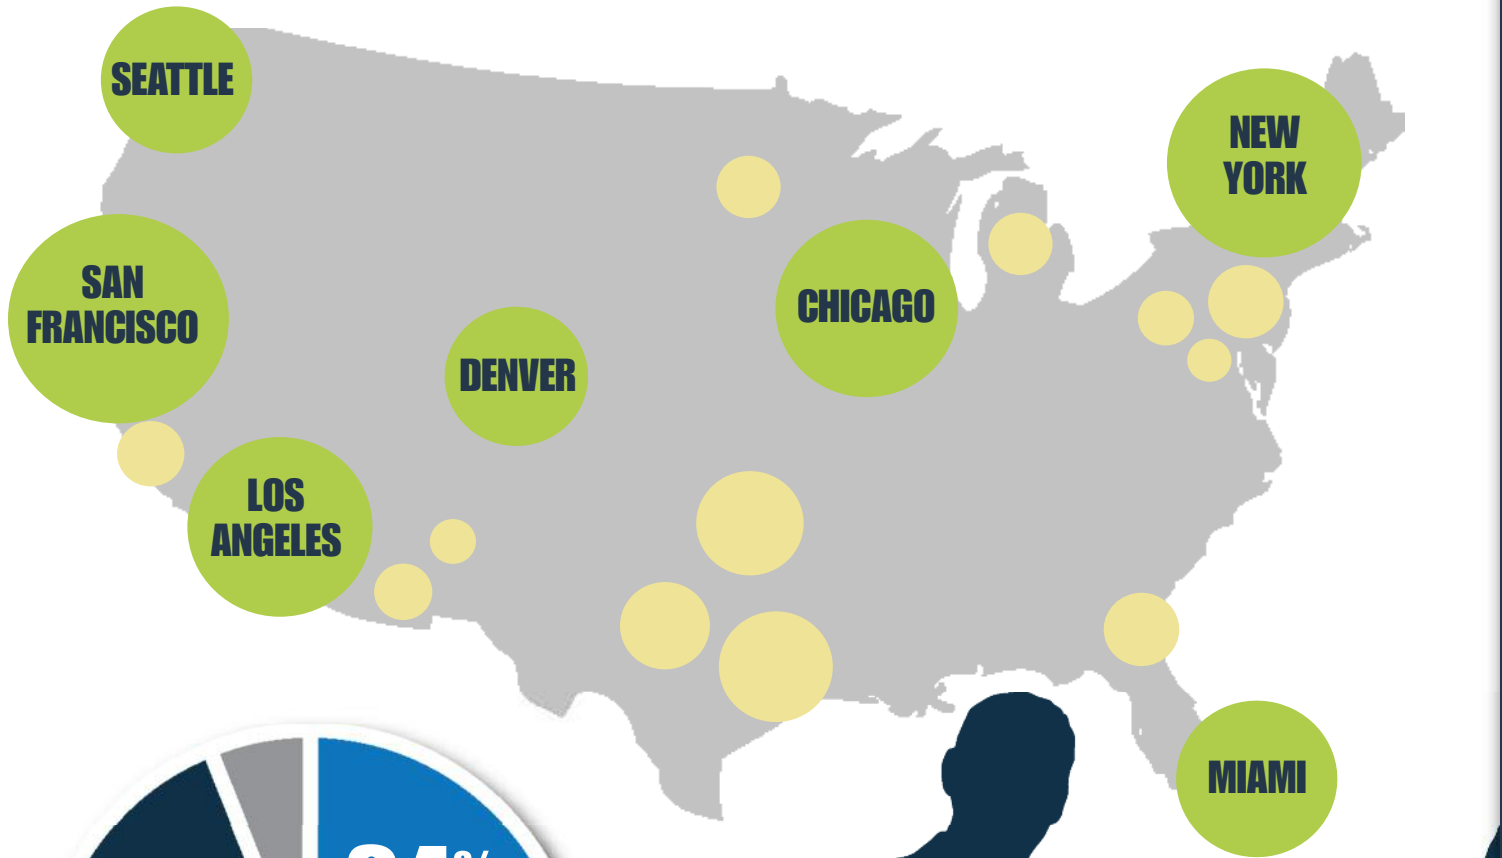 SEATTLE
NEW
YORK
SAN
FRANCISCO
CHICAGO
DENVER
LOS
ANGELES
MIAMI